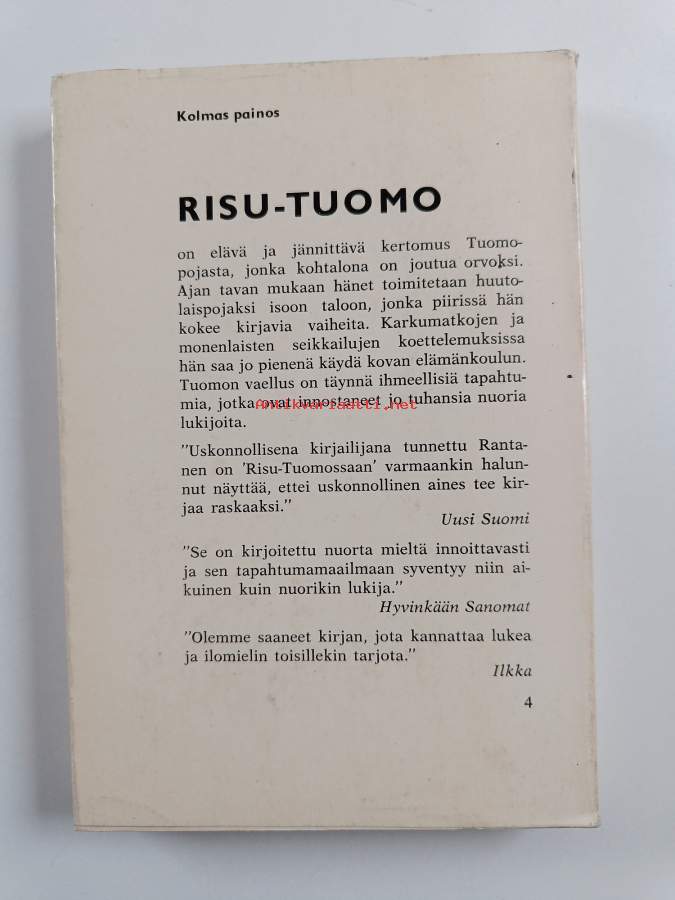 Kolmas painos
RISU-TUOMO
on elävä ja jännittävä kertomus Tuomo-
pojasta, jonka kohtalona on joutua orvoksi.
Ajan tavan mukaan hänet toimitetaan huuto-
laispojaksi isoon taloon, jonka piirissä hän
kokee kirjavia vaiheita. Karkumatkojen ja
monenlaisten seikkailujen koettelemuksissa
hän saa jo pienenä käydä kovan elämänkoulun.
Tuomon vaellus on täynnä ihmeellisiä tapahtu-
mia, jotka ovat innostaneet jo tuhansia nuoria
Antikvariaatti.net
lukijoita.
"Uskonnollisena kirjailijana tunnettu Ranta-
nen on 'Risu-Tuomossaan' varmaankin halun-
nut näyttää, ettei uskonnollinen aines tee kir-
jaa raskaaksi."
Uusi Suomi
"Se on kirjoitettu nuorta mieltä innoittavasti
ja sen tapahtumamaailmaan syventyy niin ai-
kuinen kuin nuorikin lukija."
Hyvinkään Sanomat
"Olemme saaneet kirjan, jota kannattaa lukea
ja ilomielin toisillekin tarjota."
Ilkka
4